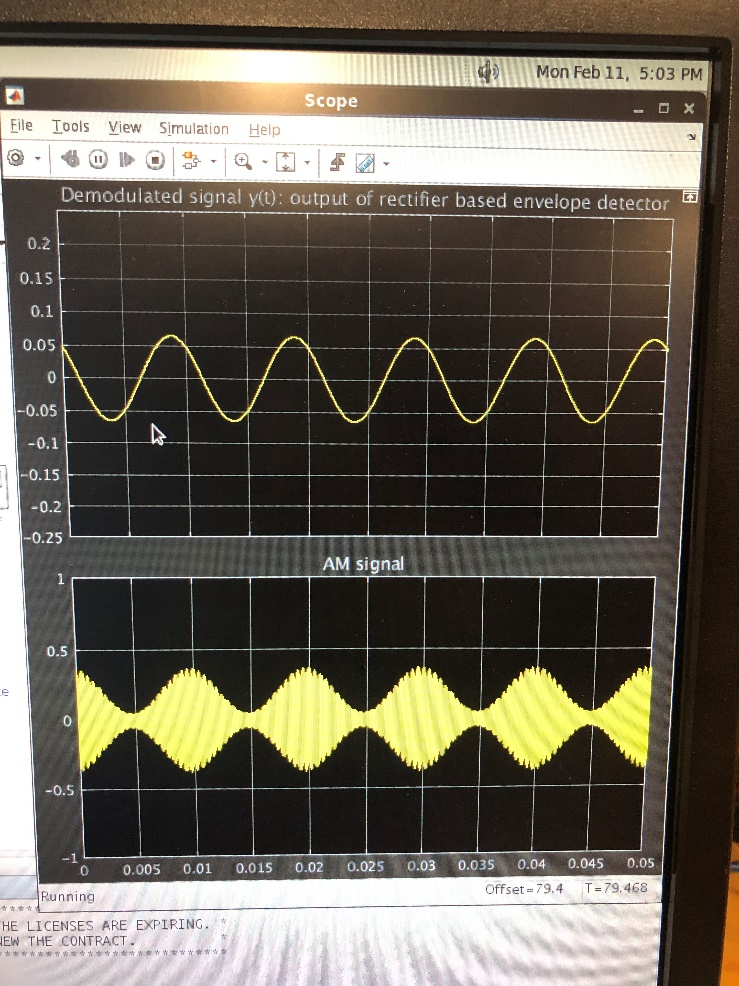 Mon Feb 11, 5:03 PM
Scope
File Tools View Simulation Help
Demodulated signal y(t): output of rectifier based envelope detector
0.2
0.15
0.1
0.05
0
-0.05
-0.1
-0.15
-0.2
-0.25
AM signal
1
0.5
0
-0.5
-1
0 0.005 0.01 0.015 0.02 0.025 0.03 0.035 0.04 0.045 0.05
Running Offset=79.4 T=79.468
HE LICENSES ARE EXPIRING. *
EW THE CONTRACT. *